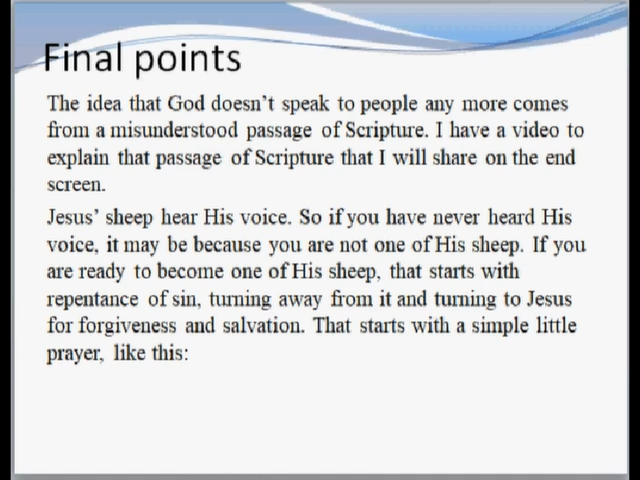 Final points
The idea that God doesn't speak to people any more comes
from a misunderstood passage of Scripture. I have a video to
explain that passage of Scripture that I will share on the end
screen.
Jesus' sheep hear His voice. So if you have never heard His
voice, it may be because you are not one of His sheep. If you
are ready to become one of His sheep, that starts with
repentance of sin, turning away from it and turning to Jesus
for forgiveness and salvation. That starts with a simple little
prayer, like this: